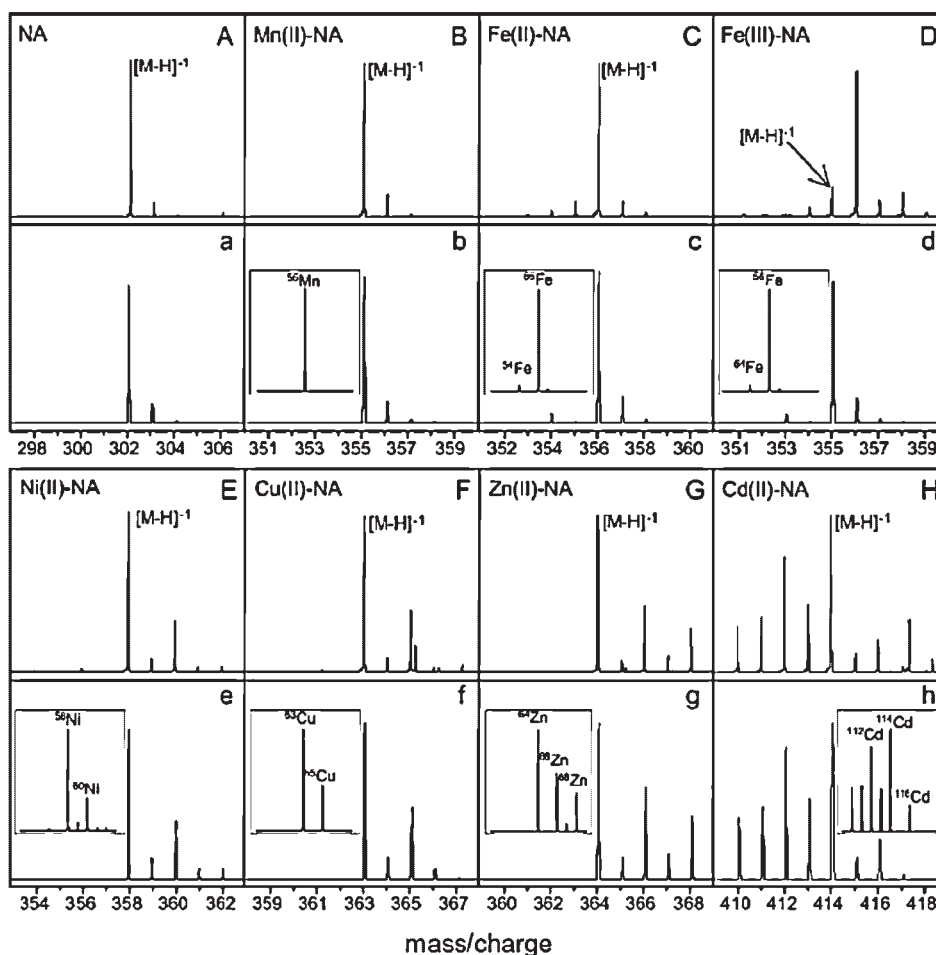 NA A Mn(II)-NA B Fe(II)-NA C Fe(III)-NA D
[M-H]-1 [M-H]-1 [M-H]-1
[M-H]-1
a b c d
55Mn 56Fe 56Fe
54Fe 54Fe
298 300 302 304 306 351 353 355 357 359 352 354 356 358 360 351 353 355 357 359
Ni(II)-NA E Cu(II)-NA F Zn(II)-NA G Cd(II)-NA H
[M-H]-1 [M-H]-1 [M-H]-1 [M-H]-1
e f g h
58Ni 63Cu 64Zn 114Cd
112Cd
60Ni 65Cu 66Zn 68Zn 116Cd
354 356 358 360 362 359 361 363 365 367 360 362 364 366 368 410 412 414 416 418
mass/charge